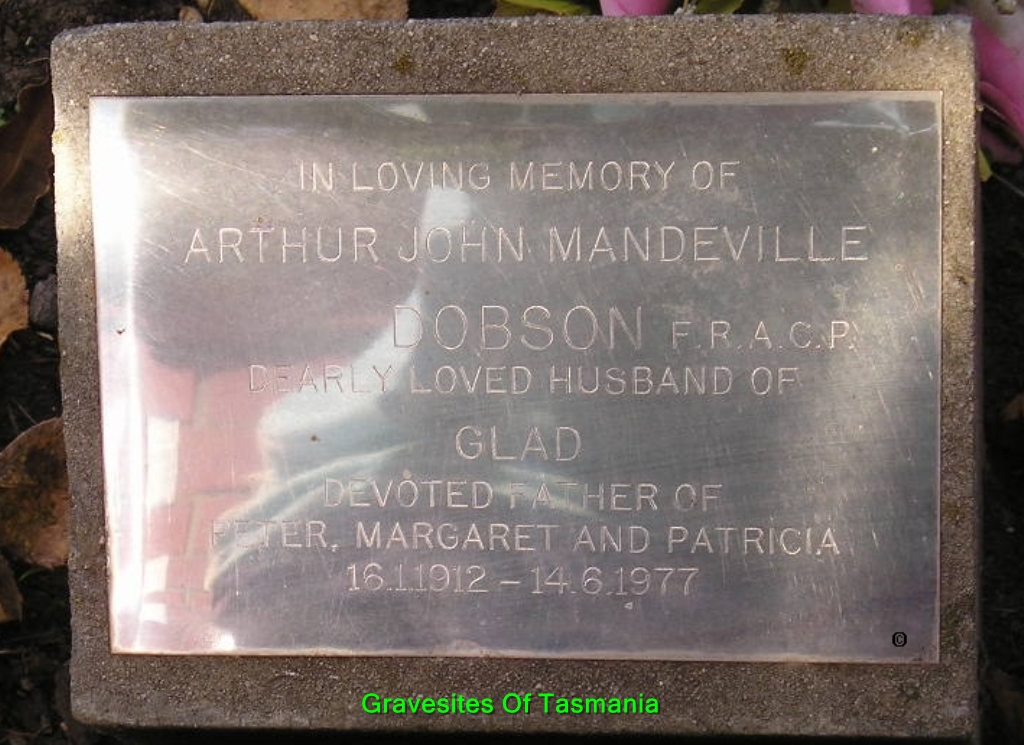 IN LOVING MEMORY OF
ARTHUR JOHN MANDEVILLE
DOBSON F.R.A.C.P.
DEARLY LOVED HUSBAND OF
GLAD
DEVOTED FATHER OF
PETER, MARGARET AND PATRICIA
16.1.1912 – 14.6.1977
©
Gravesites Of Tasmania